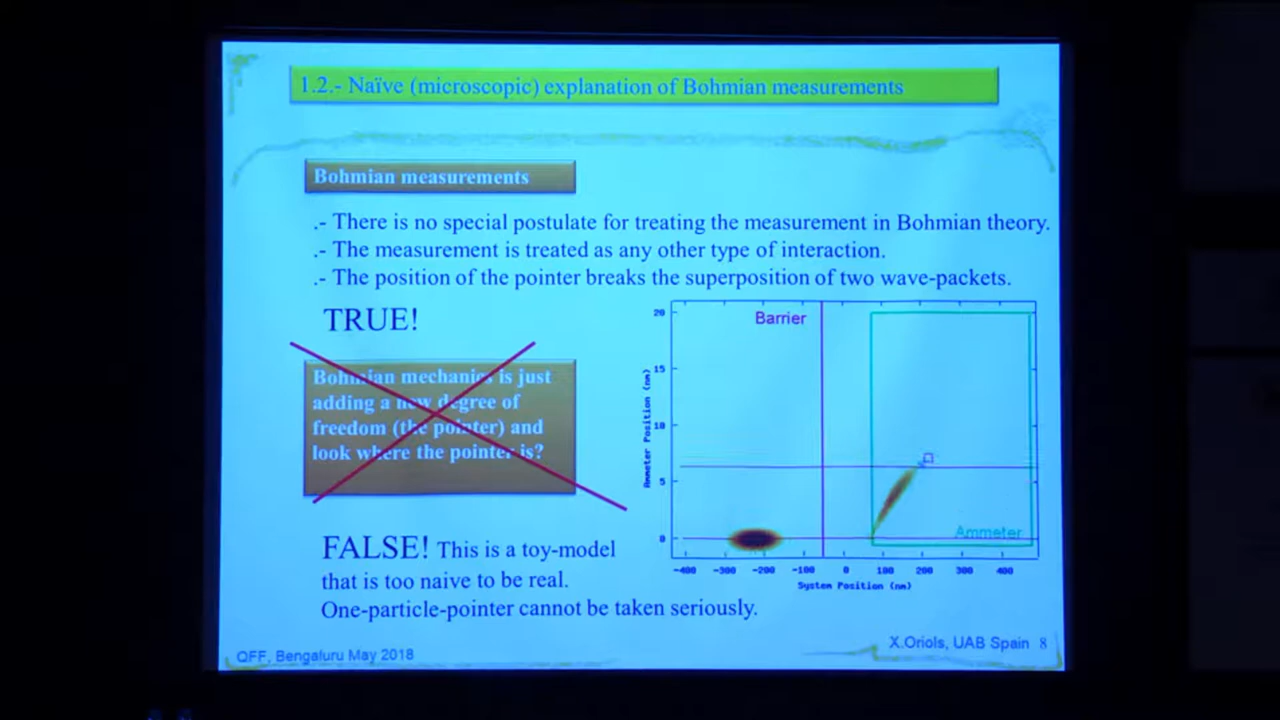 1.2.- Naïve (microscopic) explanation of Bohmian measurements
Bohmian measurements
.- There is no special postulate for treating the measurement in Bohmian theory.
.- The measurement is treated as any other type of interaction.
.- The position of the pointer breaks the superposition of two wave-packets.
TRUE!
Bohmian mechanics is just
adding a new degree of
freedom (the pointer) and
look where the pointer is?
FALSE! This is a toy-model
that is too naive to be real.
One-particle-pointer cannot be taken seriously.
Barrier
20
15
10
5
0
Ammeter Position (nm)
Ammeter
-400 -300 -200 -100 0 100 200 300 400
System Position (nm)
QFF, Bengaluru May 2018
X.Oriols, UAB Spain 8